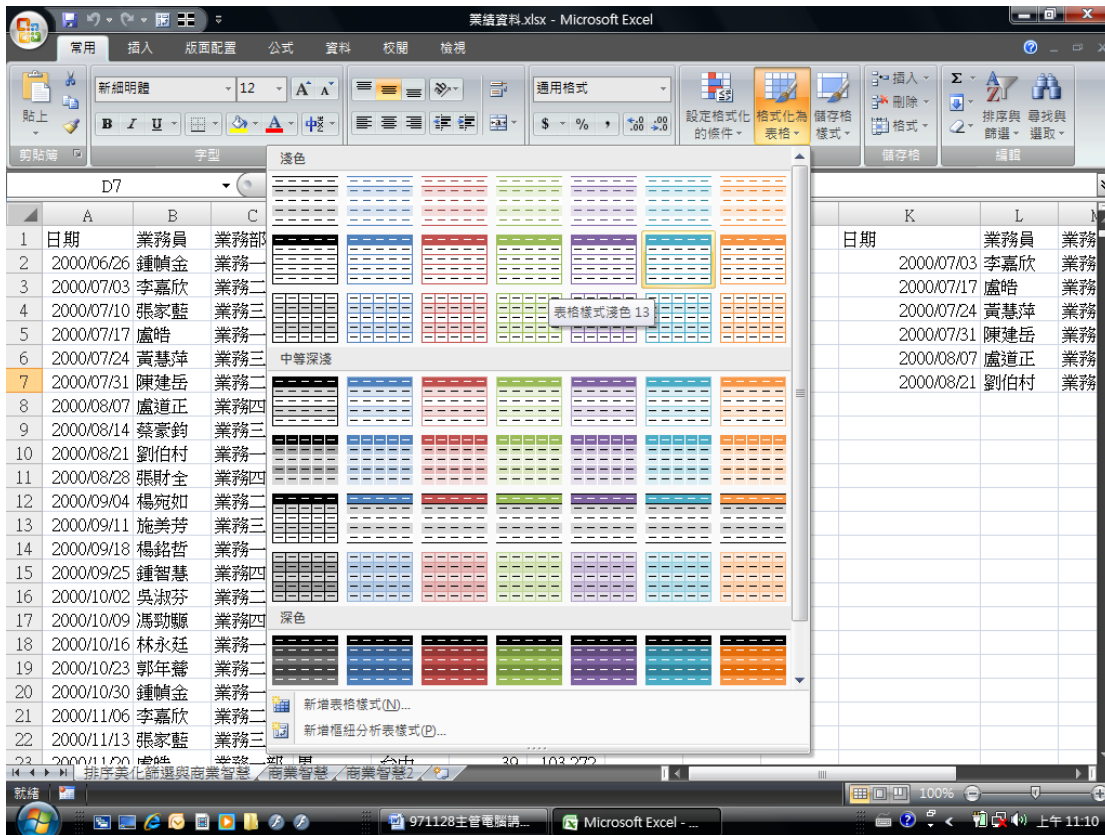 業績資料.xlsx - Microsoft Excel
常用 插入 版面配置 公式 資料 校閱 檢視
新細明體 12 通用格式
貼上
設定格式化的條件 格式化為表格 儲存格樣式
插入
刪除
格式
排序與篩選 尋找與選取
剪貼簿 字型 儲存格 編輯
D7
淺色
A B C K L
1 日期 業務員 業務部 日期 業務員 業務
2 2000/06/26 鍾幀金 業務一 2000/07/03 李嘉欣 業務
3 2000/07/03 李嘉欣 業務二 2000/07/17 盧皓 業務
4 2000/07/10 張家藍 業務三 表格樣式淺色 13 2000/07/24 黃慧萍 業務
5 2000/07/17 盧皓 業務一 2000/07/31 陳建岳 業務
6 2000/07/24 黃慧萍 業務三 中等深淺 2000/08/07 盧道正 業務
7 2000/07/31 陳建岳 業務二 2000/08/21 劉伯村 業務
8 2000/08/07 盧道正 業務四
9 2000/08/14 蔡豪鈞 業務三
10 2000/08/21 劉伯村 業務一
11 2000/08/28 張財全 業務四
12 2000/09/04 楊宛如 業務二
13 2000/09/11 施美芳 業務三
14 2000/09/18 楊銘哲 業務一
15 2000/09/25 鍾智慧 業務四
16 2000/10/02 吳淑芬 業務二
17 2000/10/09 馮勁願 業務四 深色
18 2000/10/16 林永廷 業務一
19 2000/10/23 郭年鶯 業務二
20 2000/10/30 鍾幀金 業務一 新增表格樣式(N)...
21 2000/11/06 李嘉欣 業務二 新增樞紐分析表樣式(P)...
22 2000/11/13 張家藍 業務三
23 2000/11/20 盧皓 業務一部 男 台中 39 103,272
排序美化篩選與商業智慧 商業智慧 商業智慧2
就緒 100%
971128主管電腦講... Microsoft Excel - ... 上午 11:10